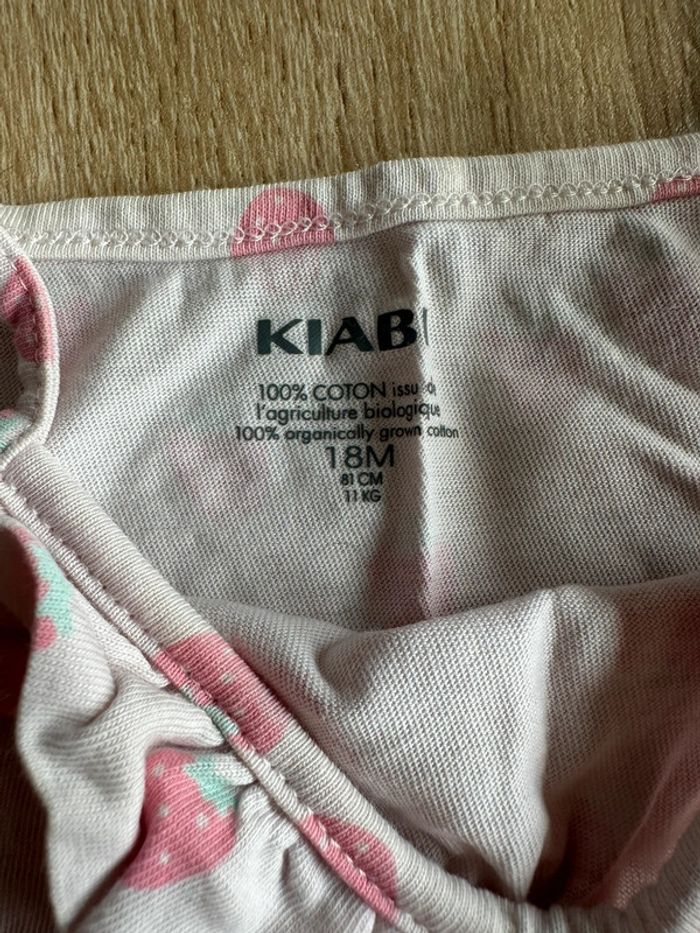 KIABI
100% COTON issu de
l'agriculture biologique
100% organically grown cotton
18M
81 CM
11 KG